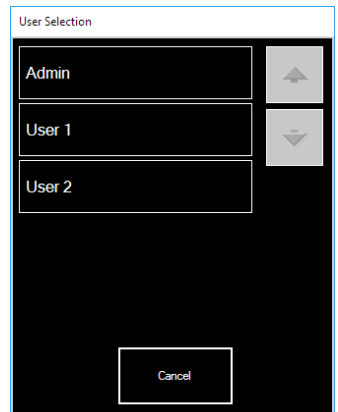 User Selection
Admin
User 1
User 2
Cancel